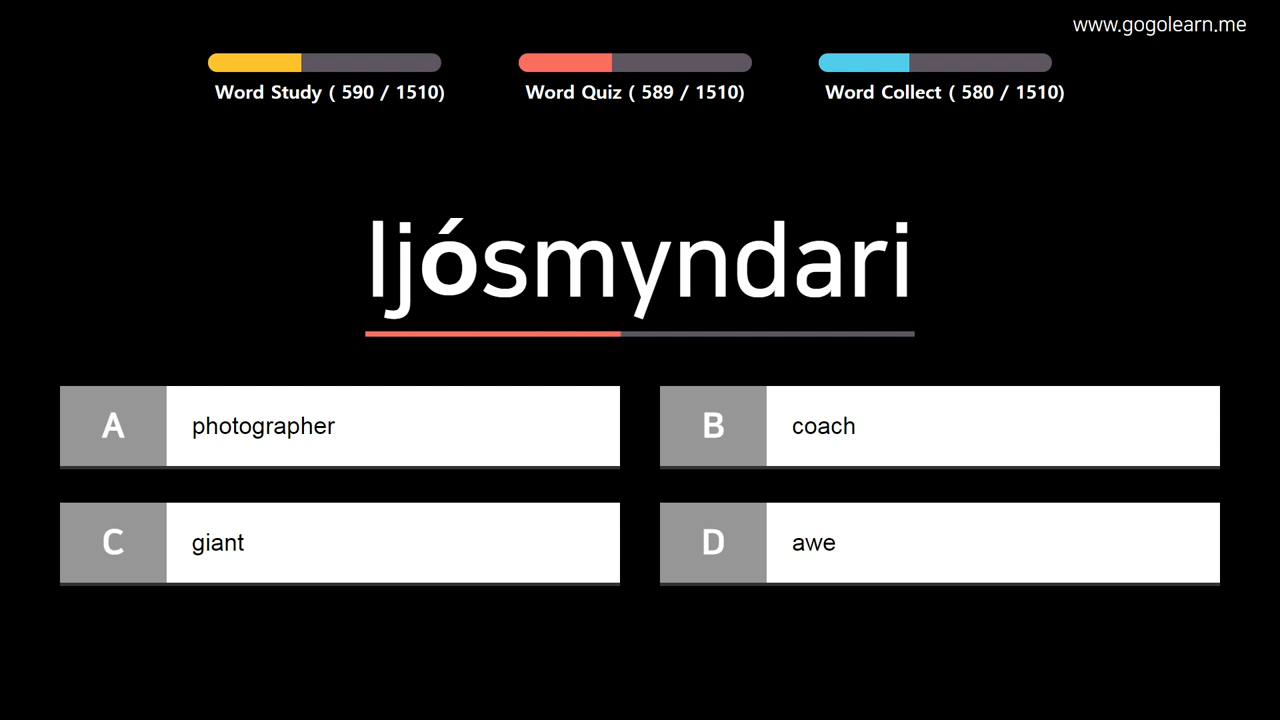 www.gogolearn.me
Word Study ( 590 / 1510)
Word Quiz ( 589 / 1510)
Word Collect ( 580 / 1510)
ljósmyndari
A photographer
B coach
C giant
D awe